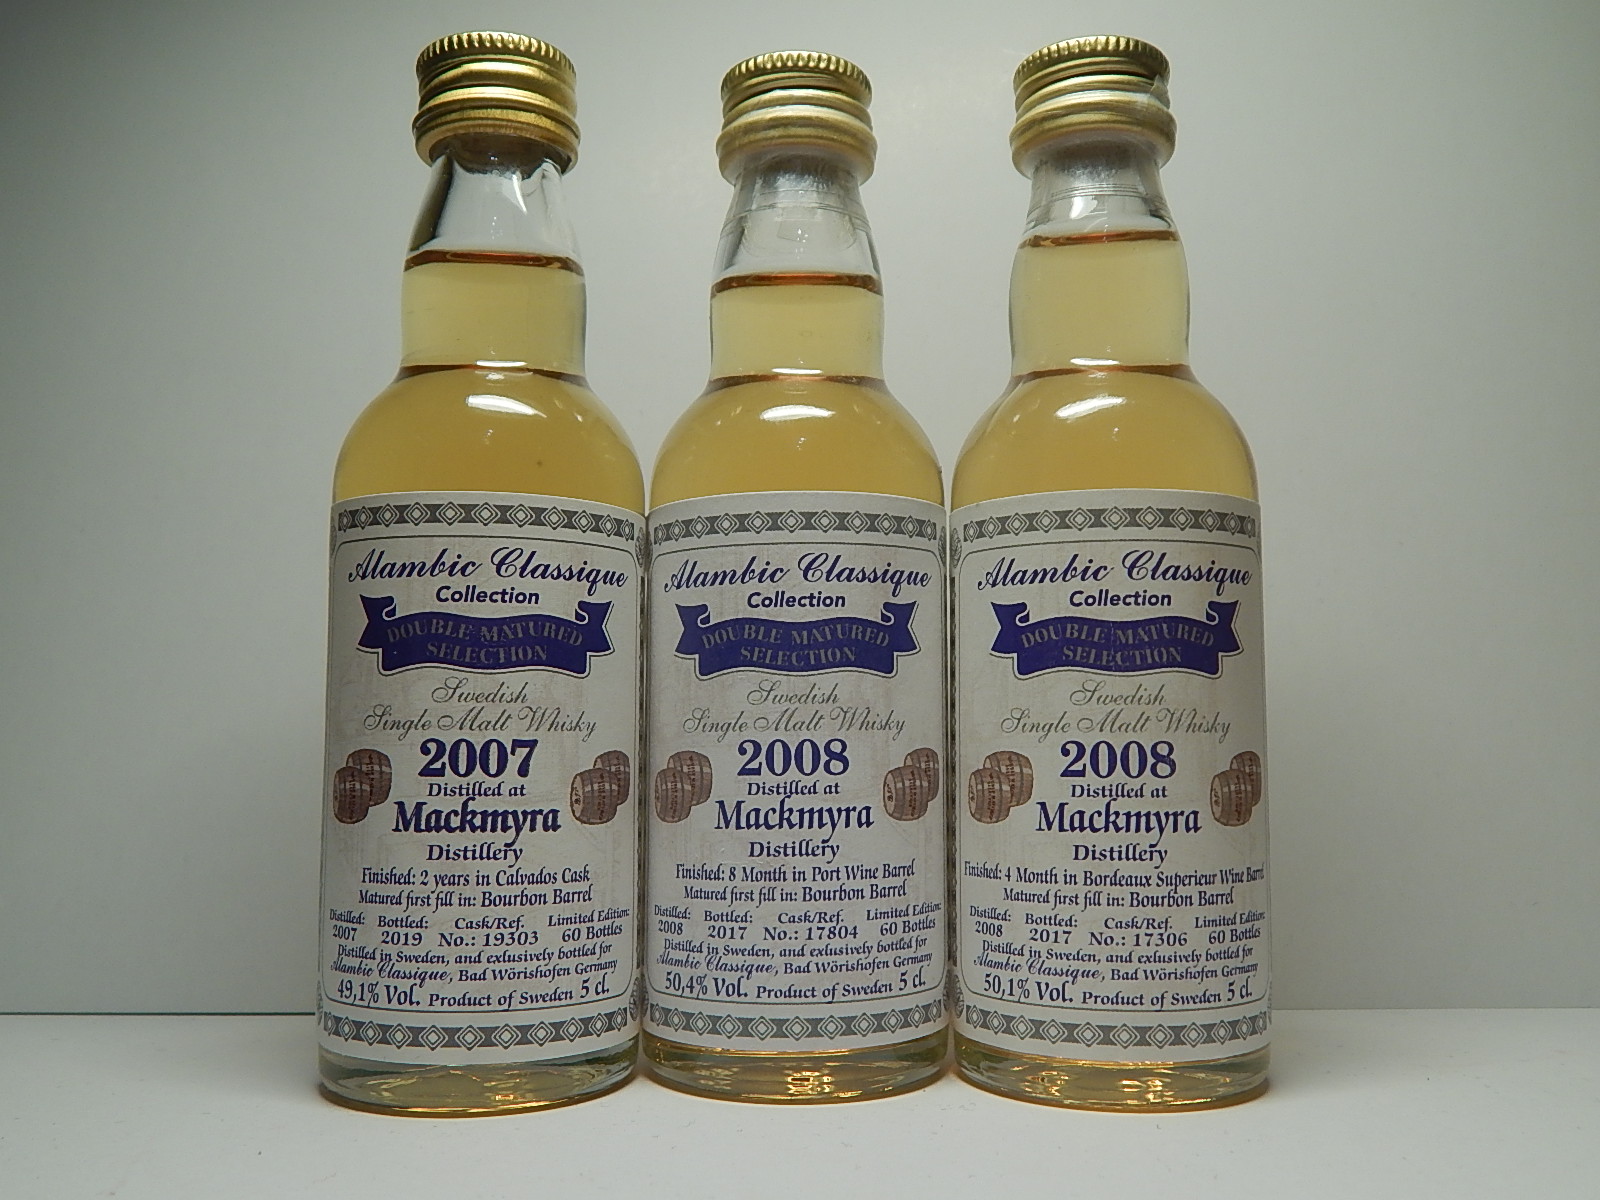 Alambic Classique
Collection
DOUBLE MATURED
SELECTION
Swedish
Single Malt Whisky
2007
Distilled at
Mackmyra
Distillery
Finished: 2 years in Calvados Cask
Matured first fill in: Bourbon Barrel
Distilled: Bottled: Cask/Ref. Limited Edition:
2007 2019 No.: 19303 60 Bottles
Distilled in Sweden, and exlusively bottled for
Alambic Classique, Bad Wörishofen Germany
49,1% Vol. Product of Sweden 5 cl.
Alambic Classique
Collection
DOUBLE MATURED
SELECTION
Swedish
Single Malt Whisky
2008
Distilled at
Mackmyra
Distillery
Finished: 8 Month in Port Wine Barrel
Matured first fill in: Bourbon Barrel
Distilled: Bottled: Cask/Ref. Limited Edition:
2008 2017 No.: 17804 60 Bottles
Distilled in Sweden, and exlusively bottled for
Alambic Classique, Bad Wörishofen Germany
50,4% Vol. Product of Sweden 5 cl.
Alambic Classique
Collection
DOUBLE MATURED
SELECTION
Swedish
Single Malt Whisky
2008
Distilled at
Mackmyra
Distillery
Finished: 4 Month in Bordeaux Superieur Wine Barrel
Matured first fill in: Bourbon Barrel
Distilled: Bottled: Cask/Ref. Limited Edition:
2008 2017 No.: 17306 60 Bottles
Distilled in Sweden, and exlusively bottled for
Alambic Classique, Bad Wörishofen Germany
50,1% Vol. Product of Sweden 5 cl.